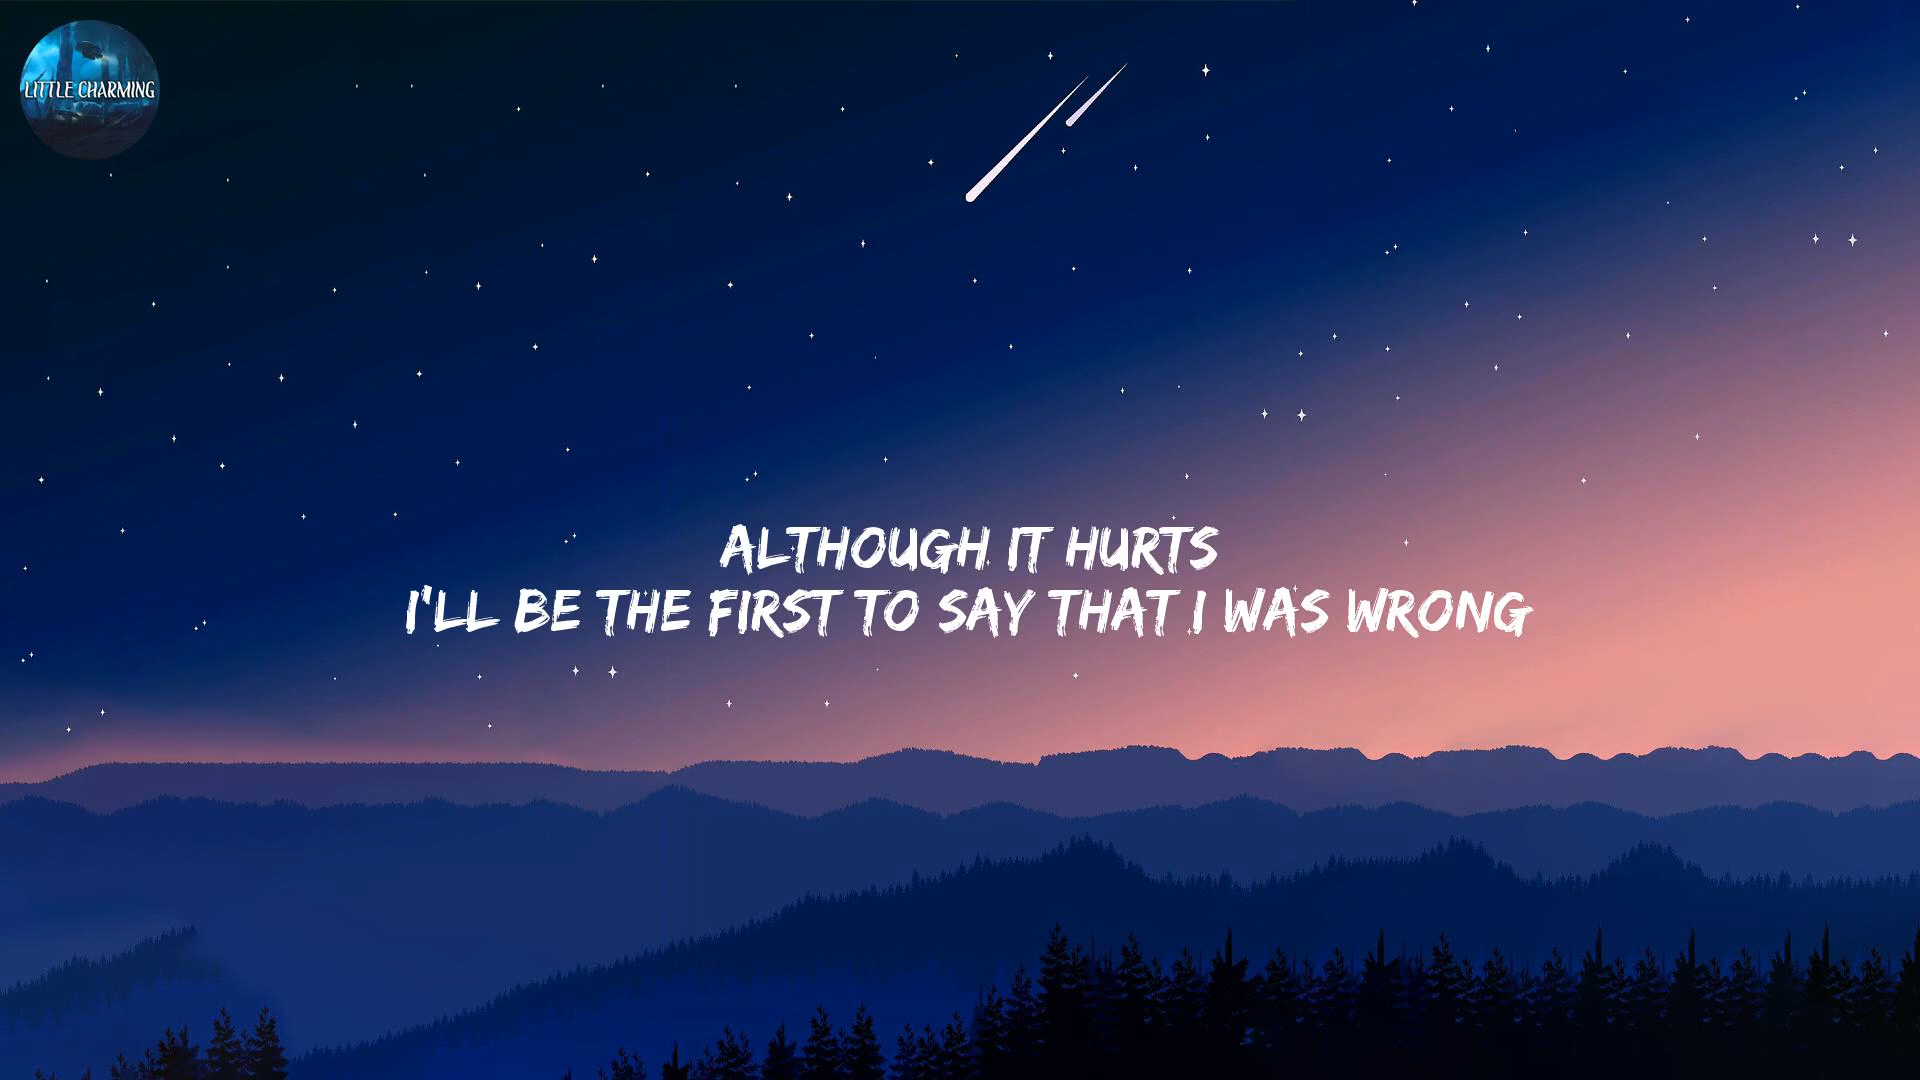 LITTLE CHARMING
ALTHOUGH IT HURTS
I'LL BE THE FIRST TO SAY THAT I WAS WRONG